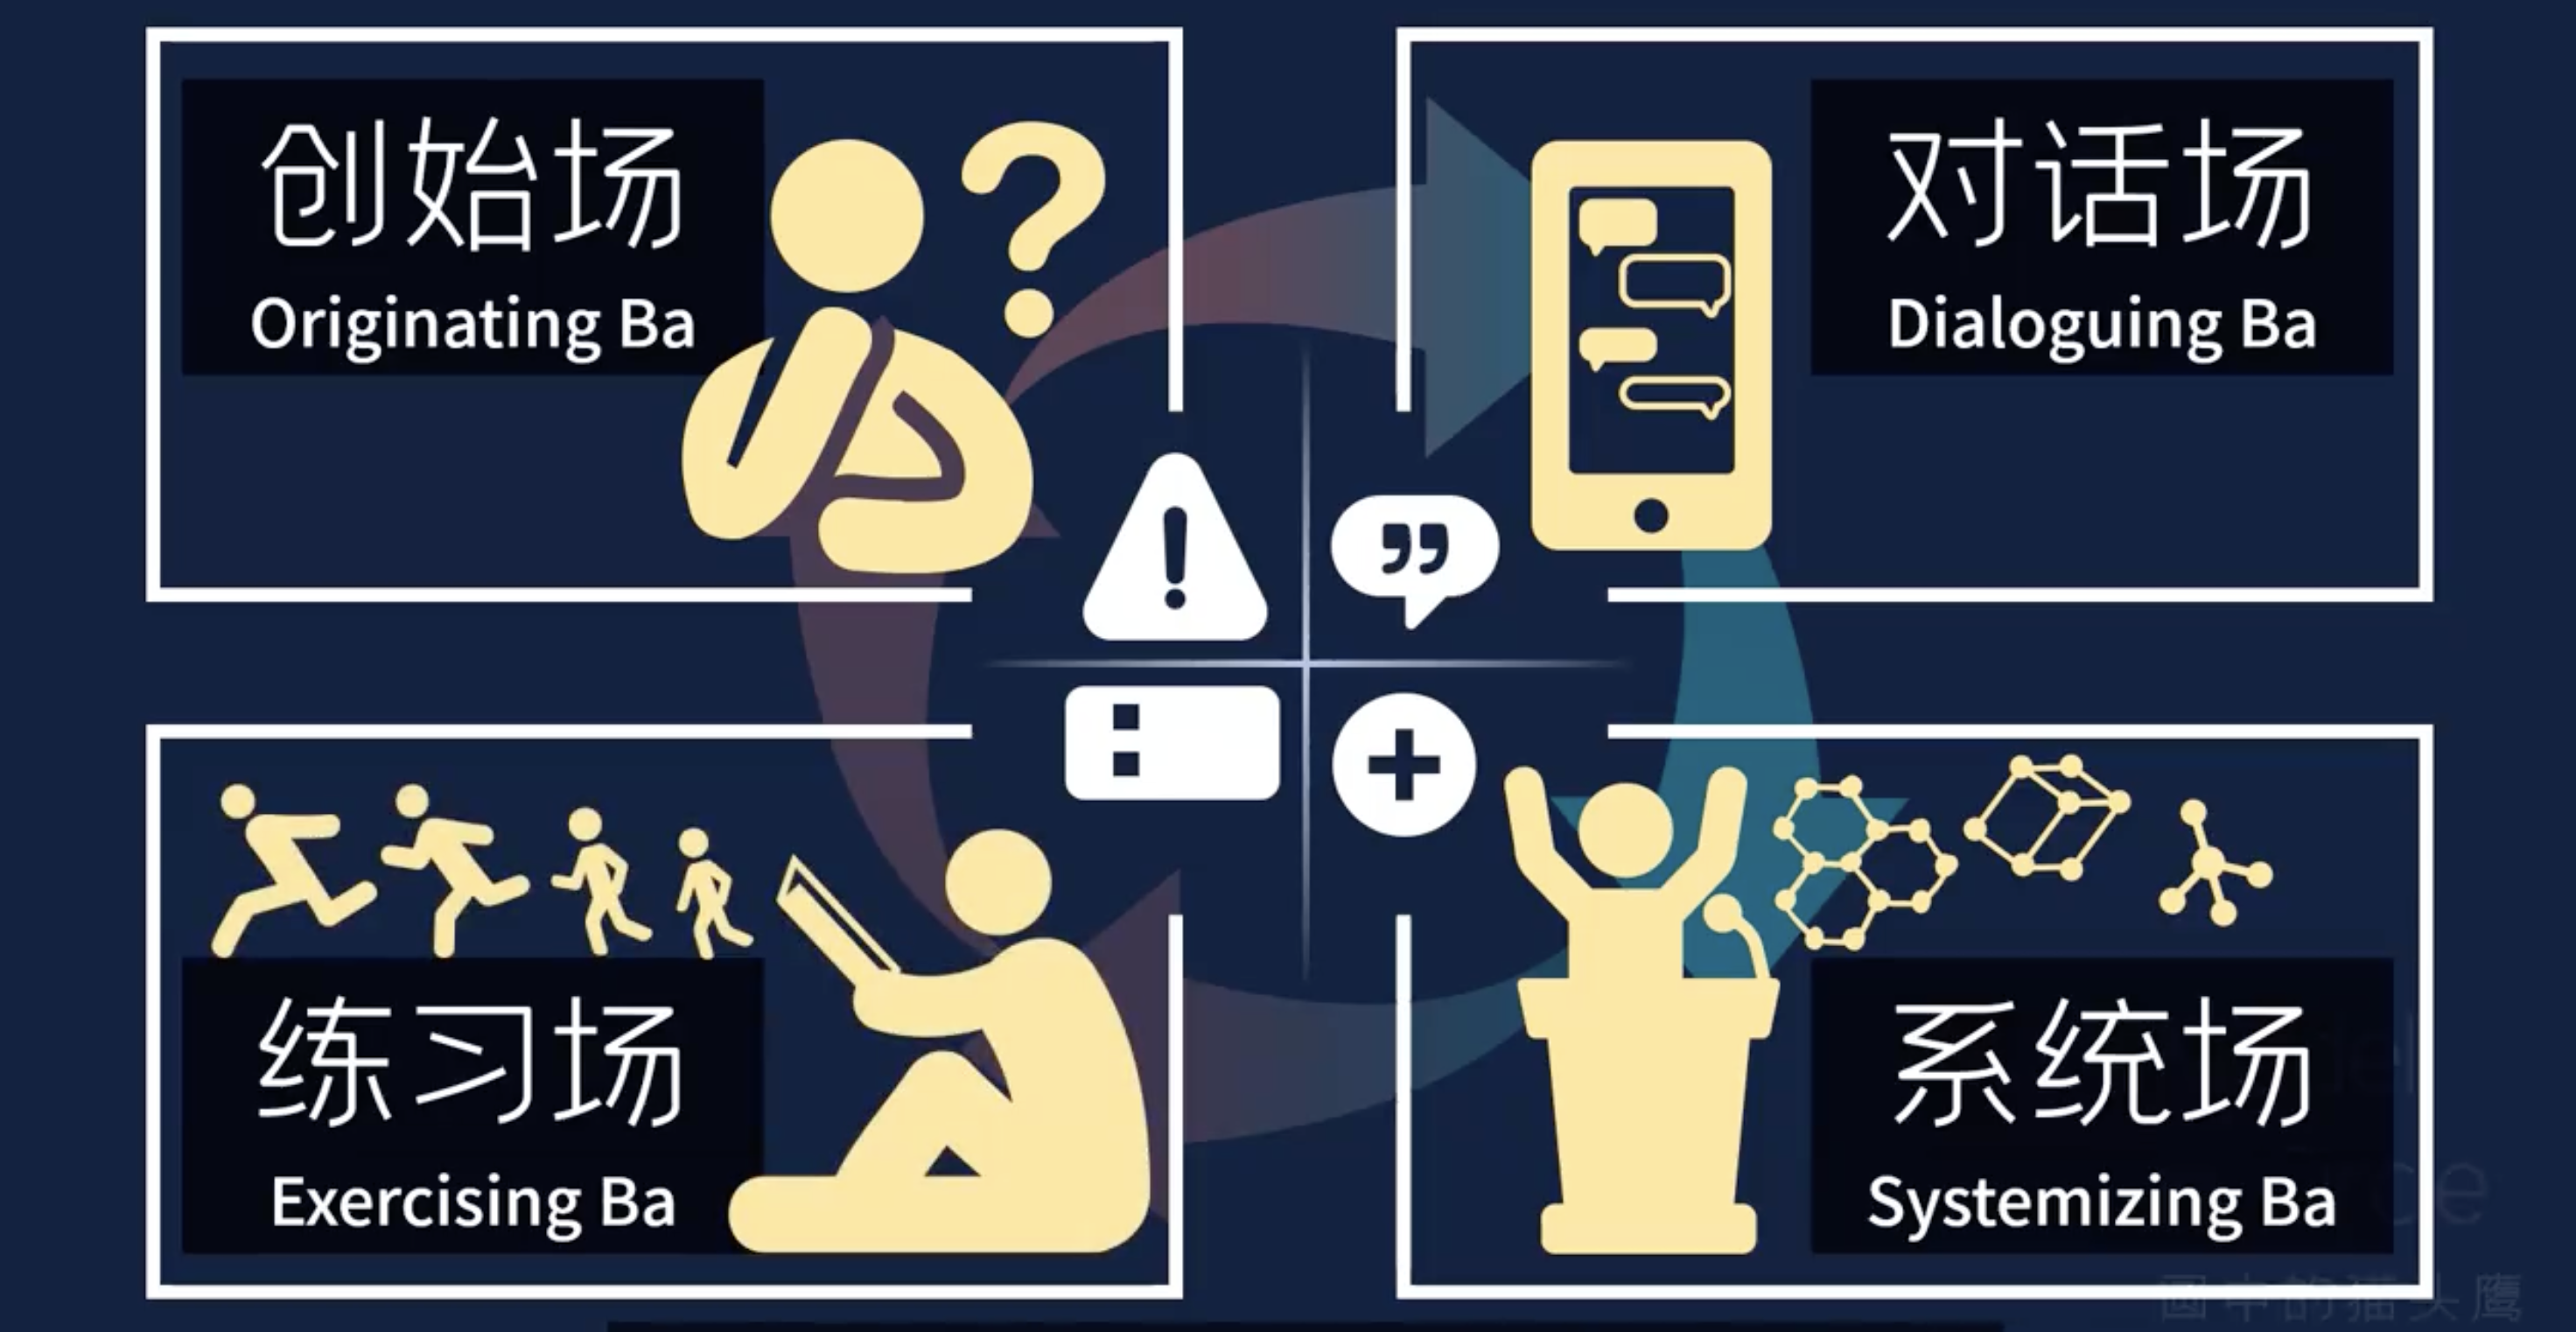 创始场
Originating Ba
对话场
Dialoguing Ba
练习场
Exercising Ba
系统场
Systemizing Ba
画中的猫头鹰